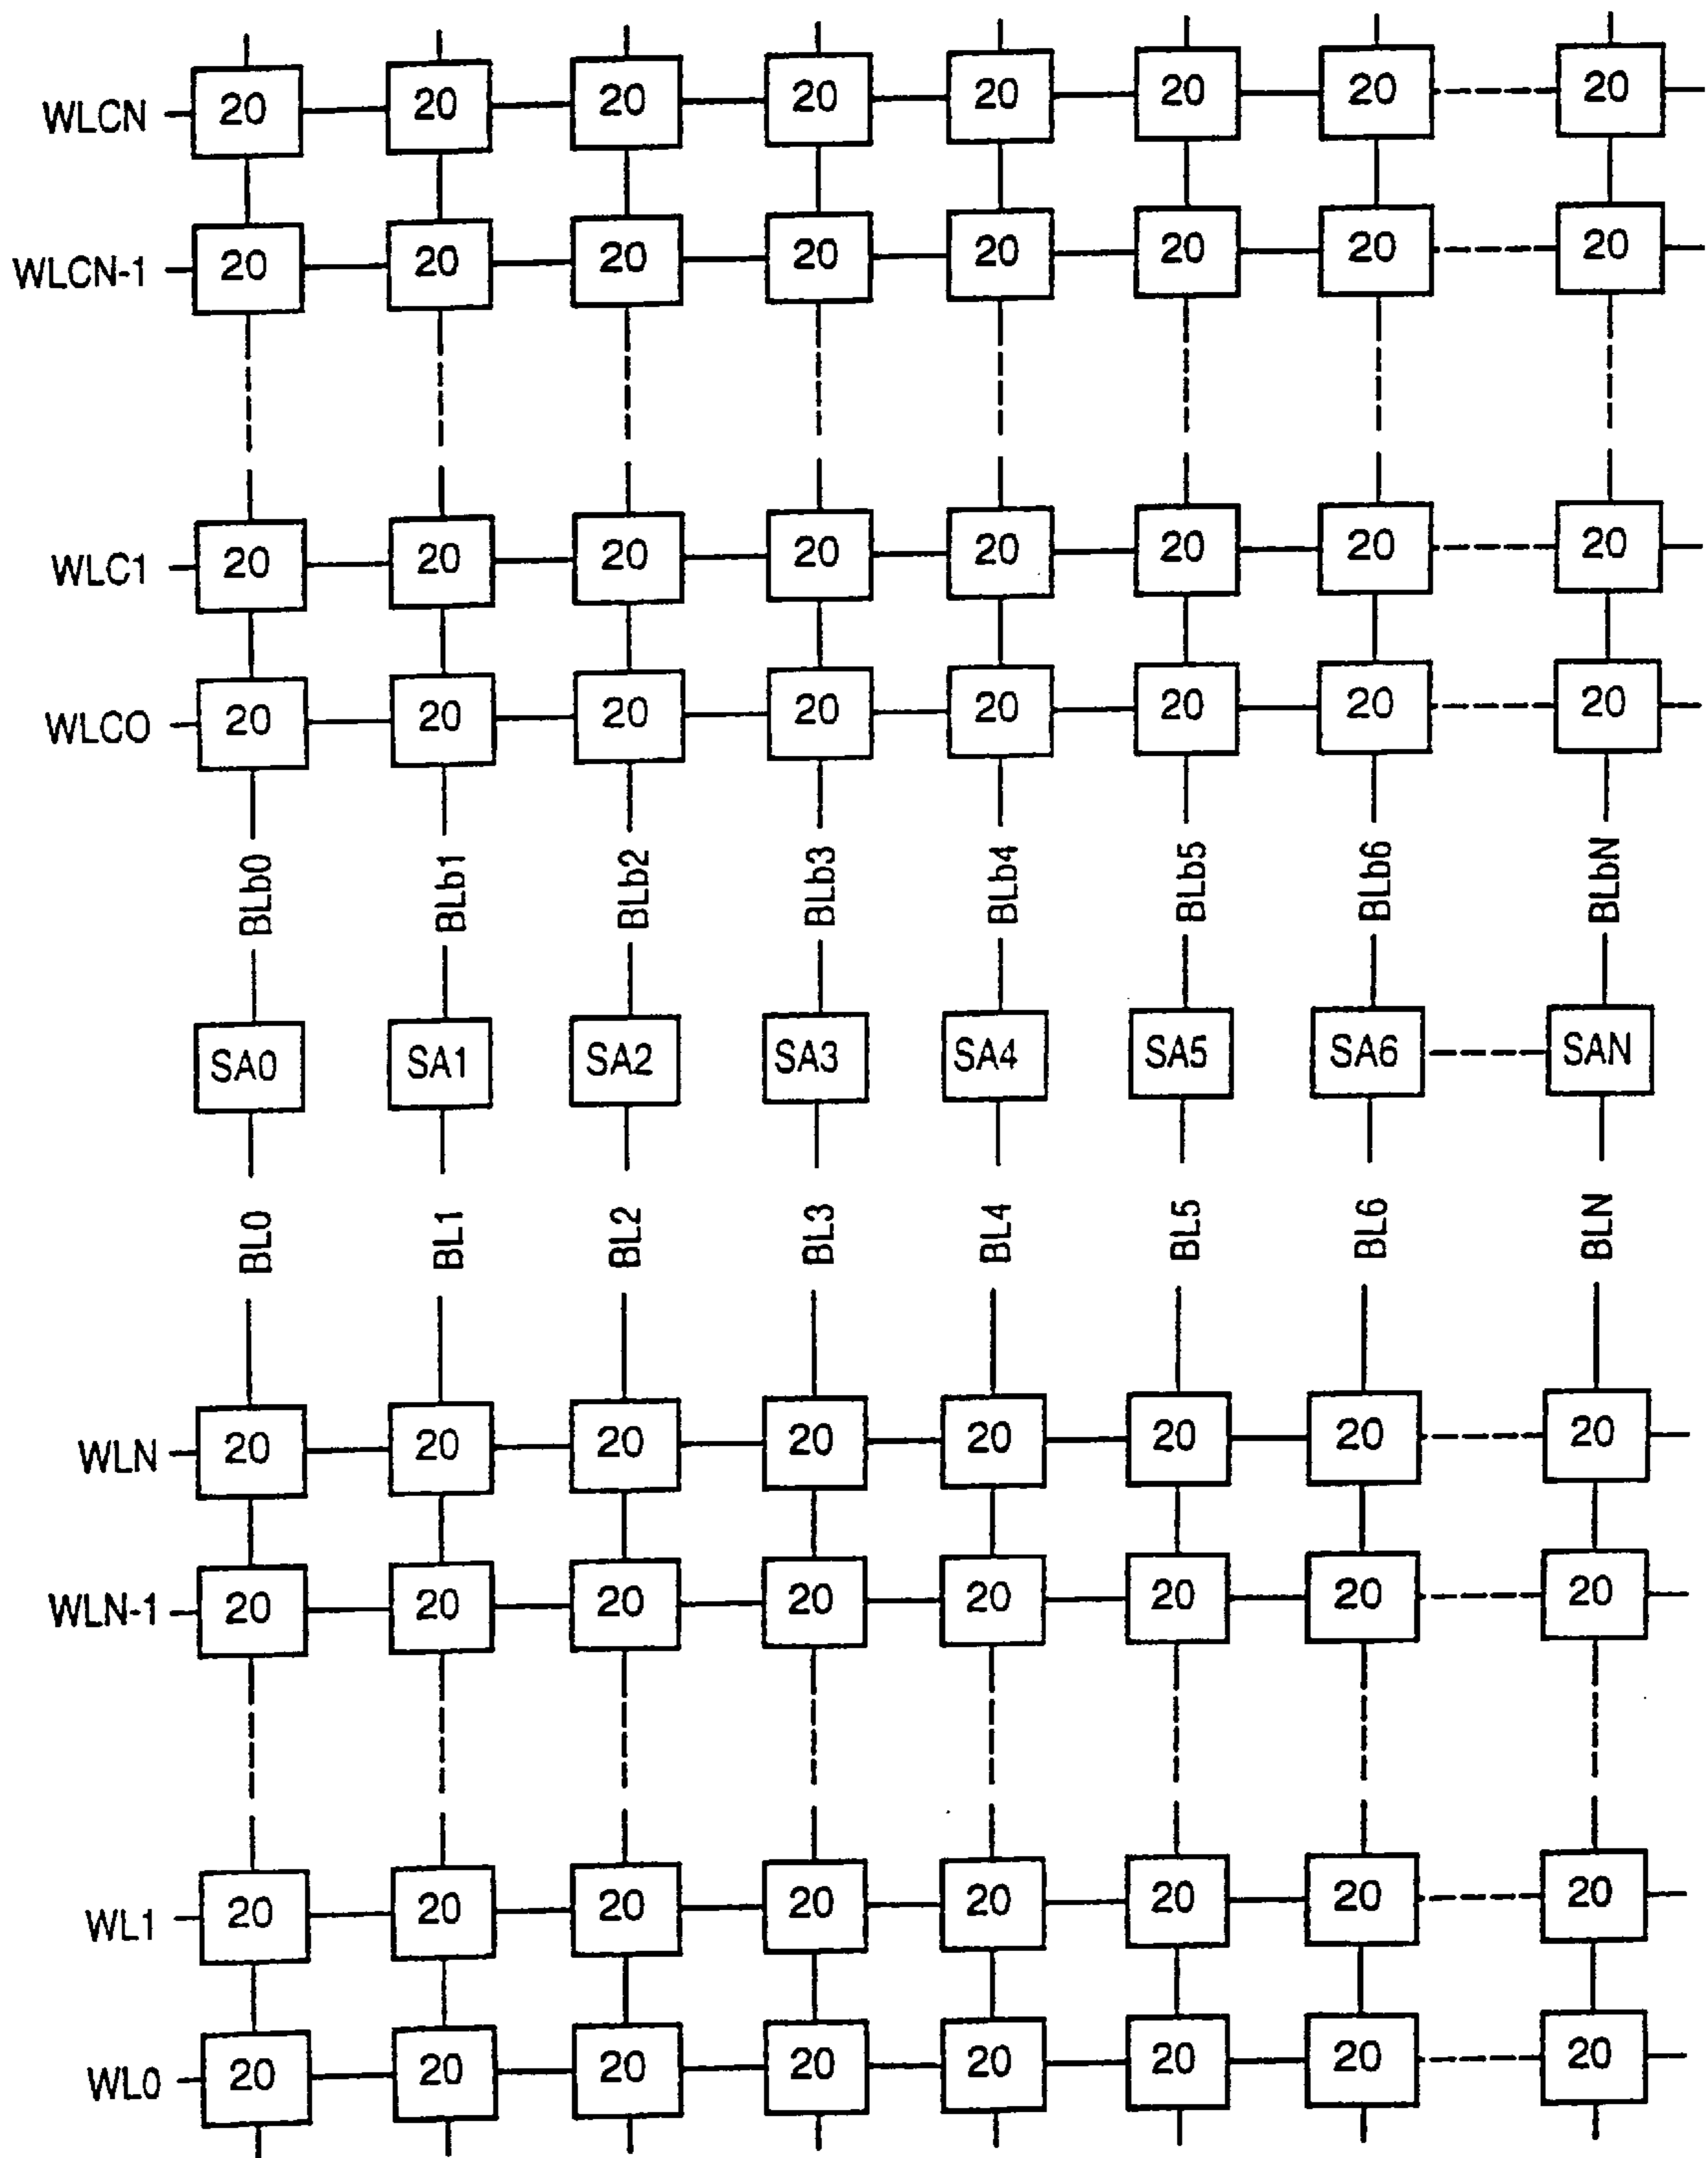 WLCN 20 20 20 20 20 20 20 20
WLCN-1 20 20 20 20 20 20 20 20
WLC1 20 20 20 20 20 20 20 20
WLCO 20 20 20 20 20 20 20 20
BLb0 BLb1 BLb2 BLb3 BLb4 BLb5 BLb6 BLbN
SA0 SA1 SA2 SA3 SA4 SA5 SA6 SAN
BL0 BL1 BL2 BL3 BL4 BL5 BL6 BLN
WLN 20 20 20 20 20 20 20 20
WLN-1 20 20 20 20 20 20 20 20
WL1 20 20 20 20 20 20 20 20
WL0 20 20 20 20 20 20 20 20